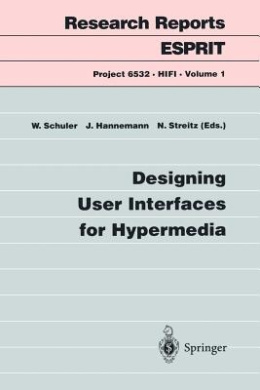 Research Reports
ESPRIT
Project 6532 · HIFI · Volume 1
W. Schuler   J. Hannemann   N. Streitz (Eds.)
Designing
User Interfaces
for Hypermedia
Springer